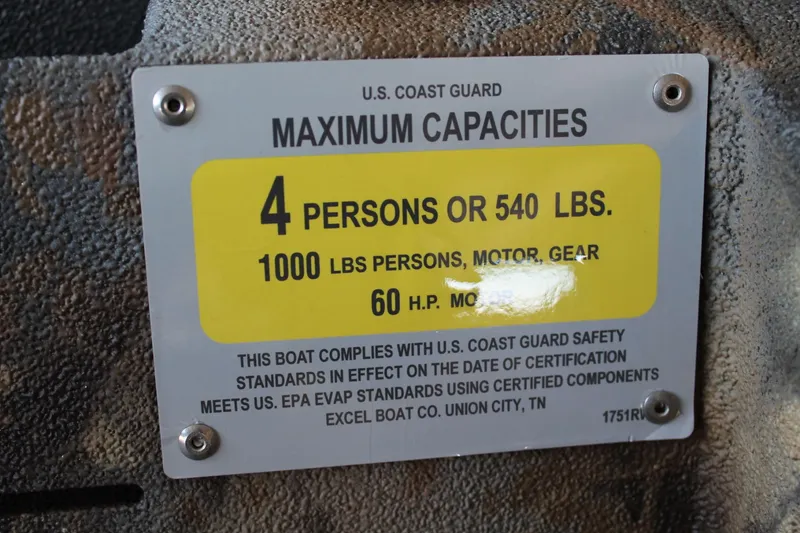 U.S. COAST GUARD
MAXIMUM CAPACITIES
4 PERSONS OR 540 LBS.
1000 LBS PERSONS, MOTOR, GEAR
60 H.P. MOTOR
THIS BOAT COMPLIES WITH U.S. COAST GUARD SAFETY
STANDARDS IN EFFECT ON THE DATE OF CERTIFICATION
MEETS US. EPA EVAP STANDARDS USING CERTIFIED COMPONENTS
EXCEL BOAT CO. UNION CITY, TN